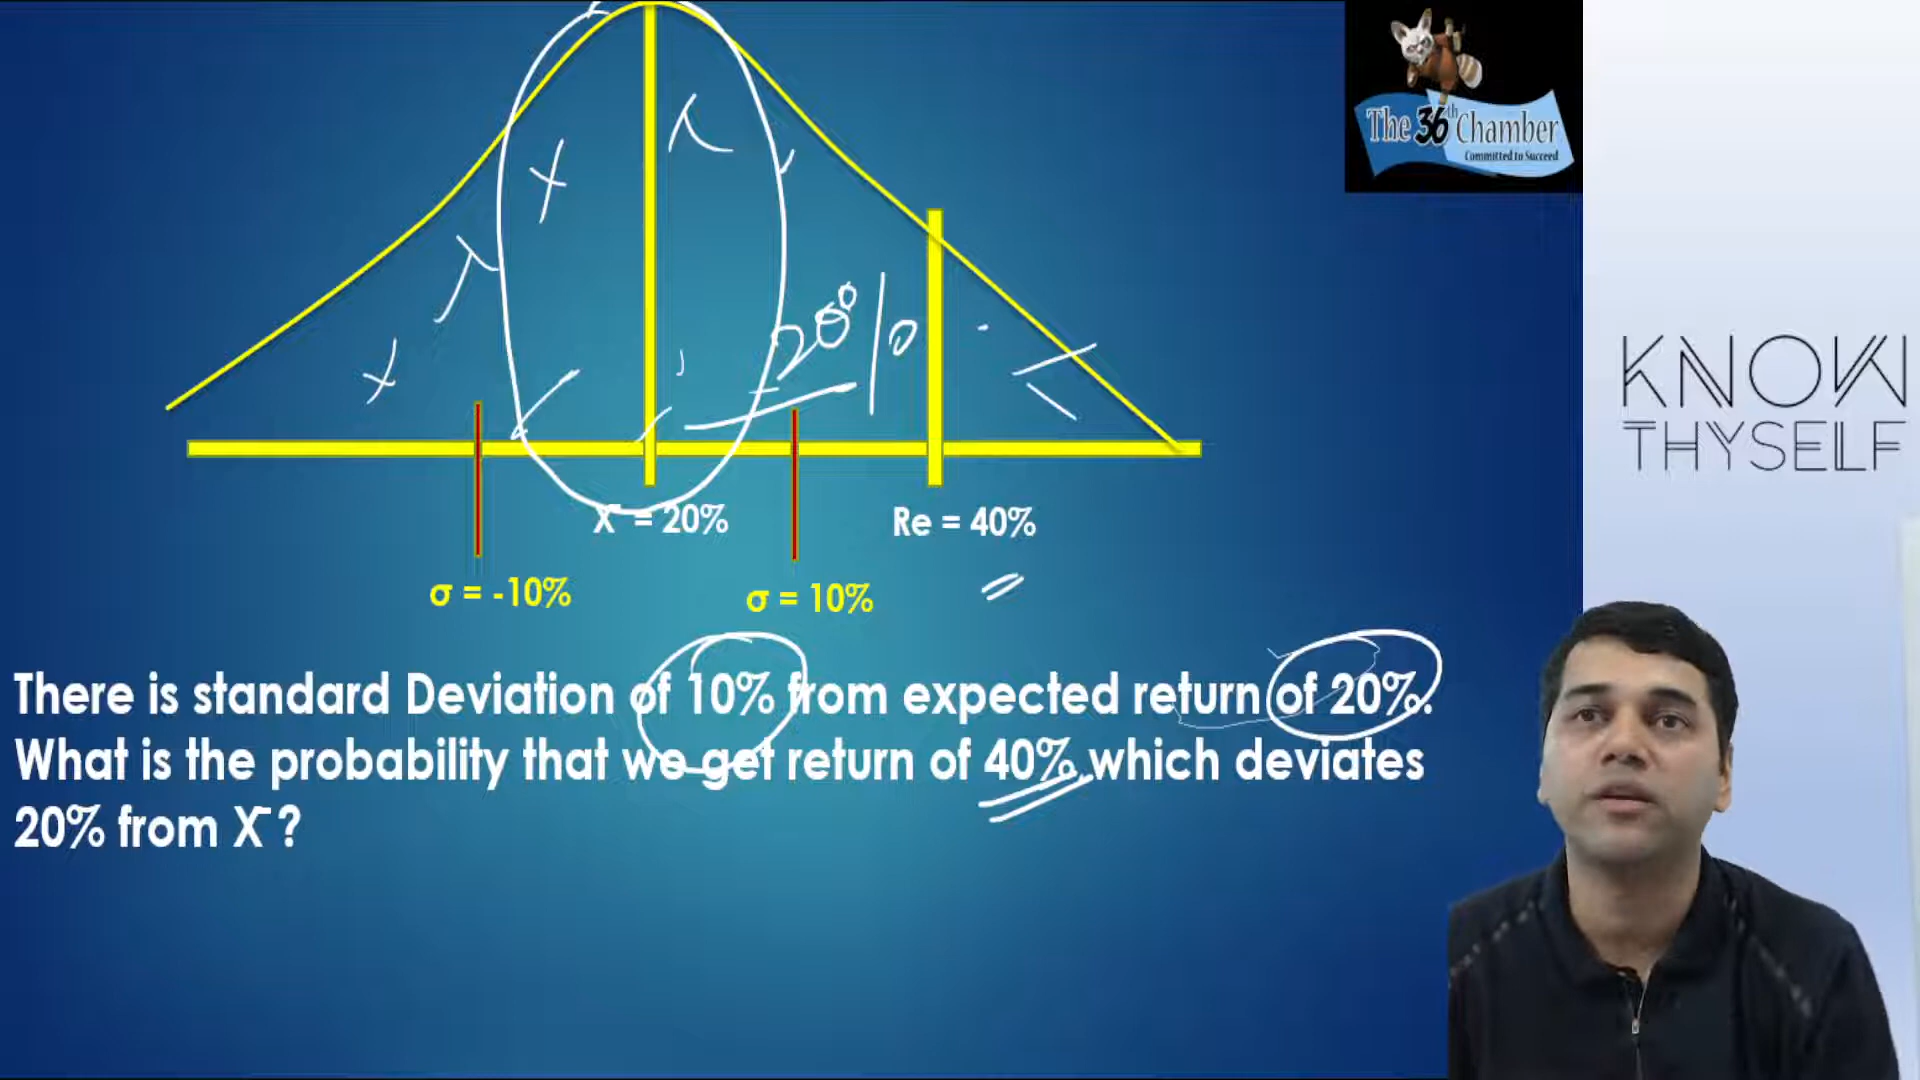 The 36th Chamber
Committed to Succeed
20%
KNOW
THYSELF
X‾ = 20%
Re = 40%
σ = -10%
σ = 10%
There is standard Deviation of 10% from expected return of 20%.
What is the probability that we get return of 40% which deviates
20% from X‾?